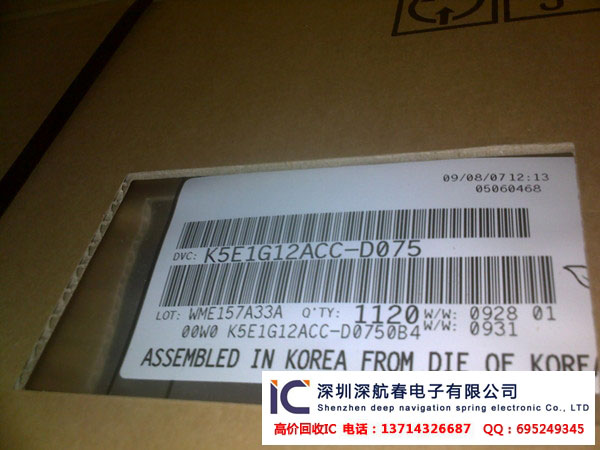 09/08/07 12:13
05060468
DVC: K5E1G12ACC-D075
LOT: WME157A33A Q'TY: 1120 W/W: 0928 01
00W0 K5E1G12ACC-D0750B4 W/W: 0931
ASSEMBLED IN KOREA FROM DIE OF KORE
IC 深圳深航春电子有限公司
Shenzhen deep navigation spring electronic Co., LTD
高价回收IC 电话:13714326687 QQ:695249345